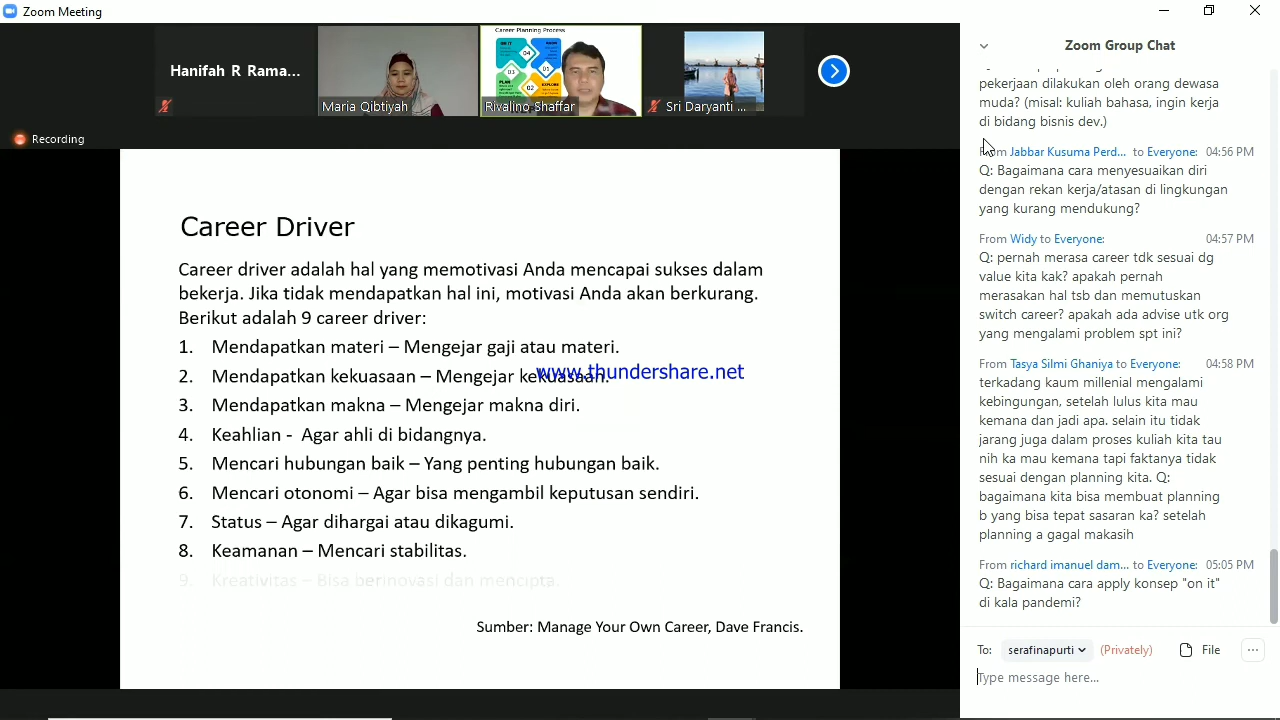 Zoom Meeting
Hanifah R Rama...
Maria Qibtiyah
Career Planning Process
04
03
01
02
PLAN
Rivalino Shaffar
Sri Daryanti ...
Recording
Career Driver
Career driver adalah hal yang memotivasi Anda mencapai sukses dalam
bekerja. Jika tidak mendapatkan hal ini, motivasi Anda akan berkurang.
Berikut adalah 9 career driver:
1. Mendapatkan materi – Mengejar gaji atau materi.
2. Mendapatkan kekuasaan – Mengejar kekuasaan.
www.thundershare.net
3. Mendapatkan makna – Mengejar makna diri.
4. Keahlian - Agar ahli di bidangnya.
5. Mencari hubungan baik – Yang penting hubungan baik.
6. Mencari otonomi – Agar bisa mengambil keputusan sendiri.
7. Status – Agar dihargai atau dikagumi.
8. Keamanan – Mencari stabilitas.
9. Kreativitas – Bisa berinovasi dan mencipta.
Sumber: Manage Your Own Career, Dave Francis.
Zoom Group Chat
pekerjaan dilakukan oleh orang dewasa
muda? (misal: kuliah bahasa, ingin kerja
di bidang bisnis dev.)
From Jabbar Kusuma Perd... to Everyone: 04:56 PM
Q: Bagaimana cara menyesuaikan diri
dengan rekan kerja/atasan di lingkungan
yang kurang mendukung?
From Widy to Everyone: 04:57 PM
Q: pernah merasa career tdk sesuai dg
value kita kak? apakah pernah
merasakan hal tsb dan memutuskan
switch career? apakah ada advise utk org
yang mengalami problem spt ini?
From Tasya Silmi Ghaniya to Everyone: 04:58 PM
terkadang kaum millenial mengalami
kebingungan, setelah lulus kita mau
kemana dan jadi apa. selain itu tidak
jarang juga dalam proses kuliah kita tau
nih ka mau kemana tapi faktanya tidak
sesuai dengan planning kita. Q:
bagaimana kita bisa membuat planning
b yang bisa tepat sasaran ka? setelah
planning a gagal makasih
From richard imanuel dam... to Everyone: 05:05 PM
Q: Bagaimana cara apply konsep "on it"
di kala pandemi?
To: serafinapurti (Privately) File
Type message here...